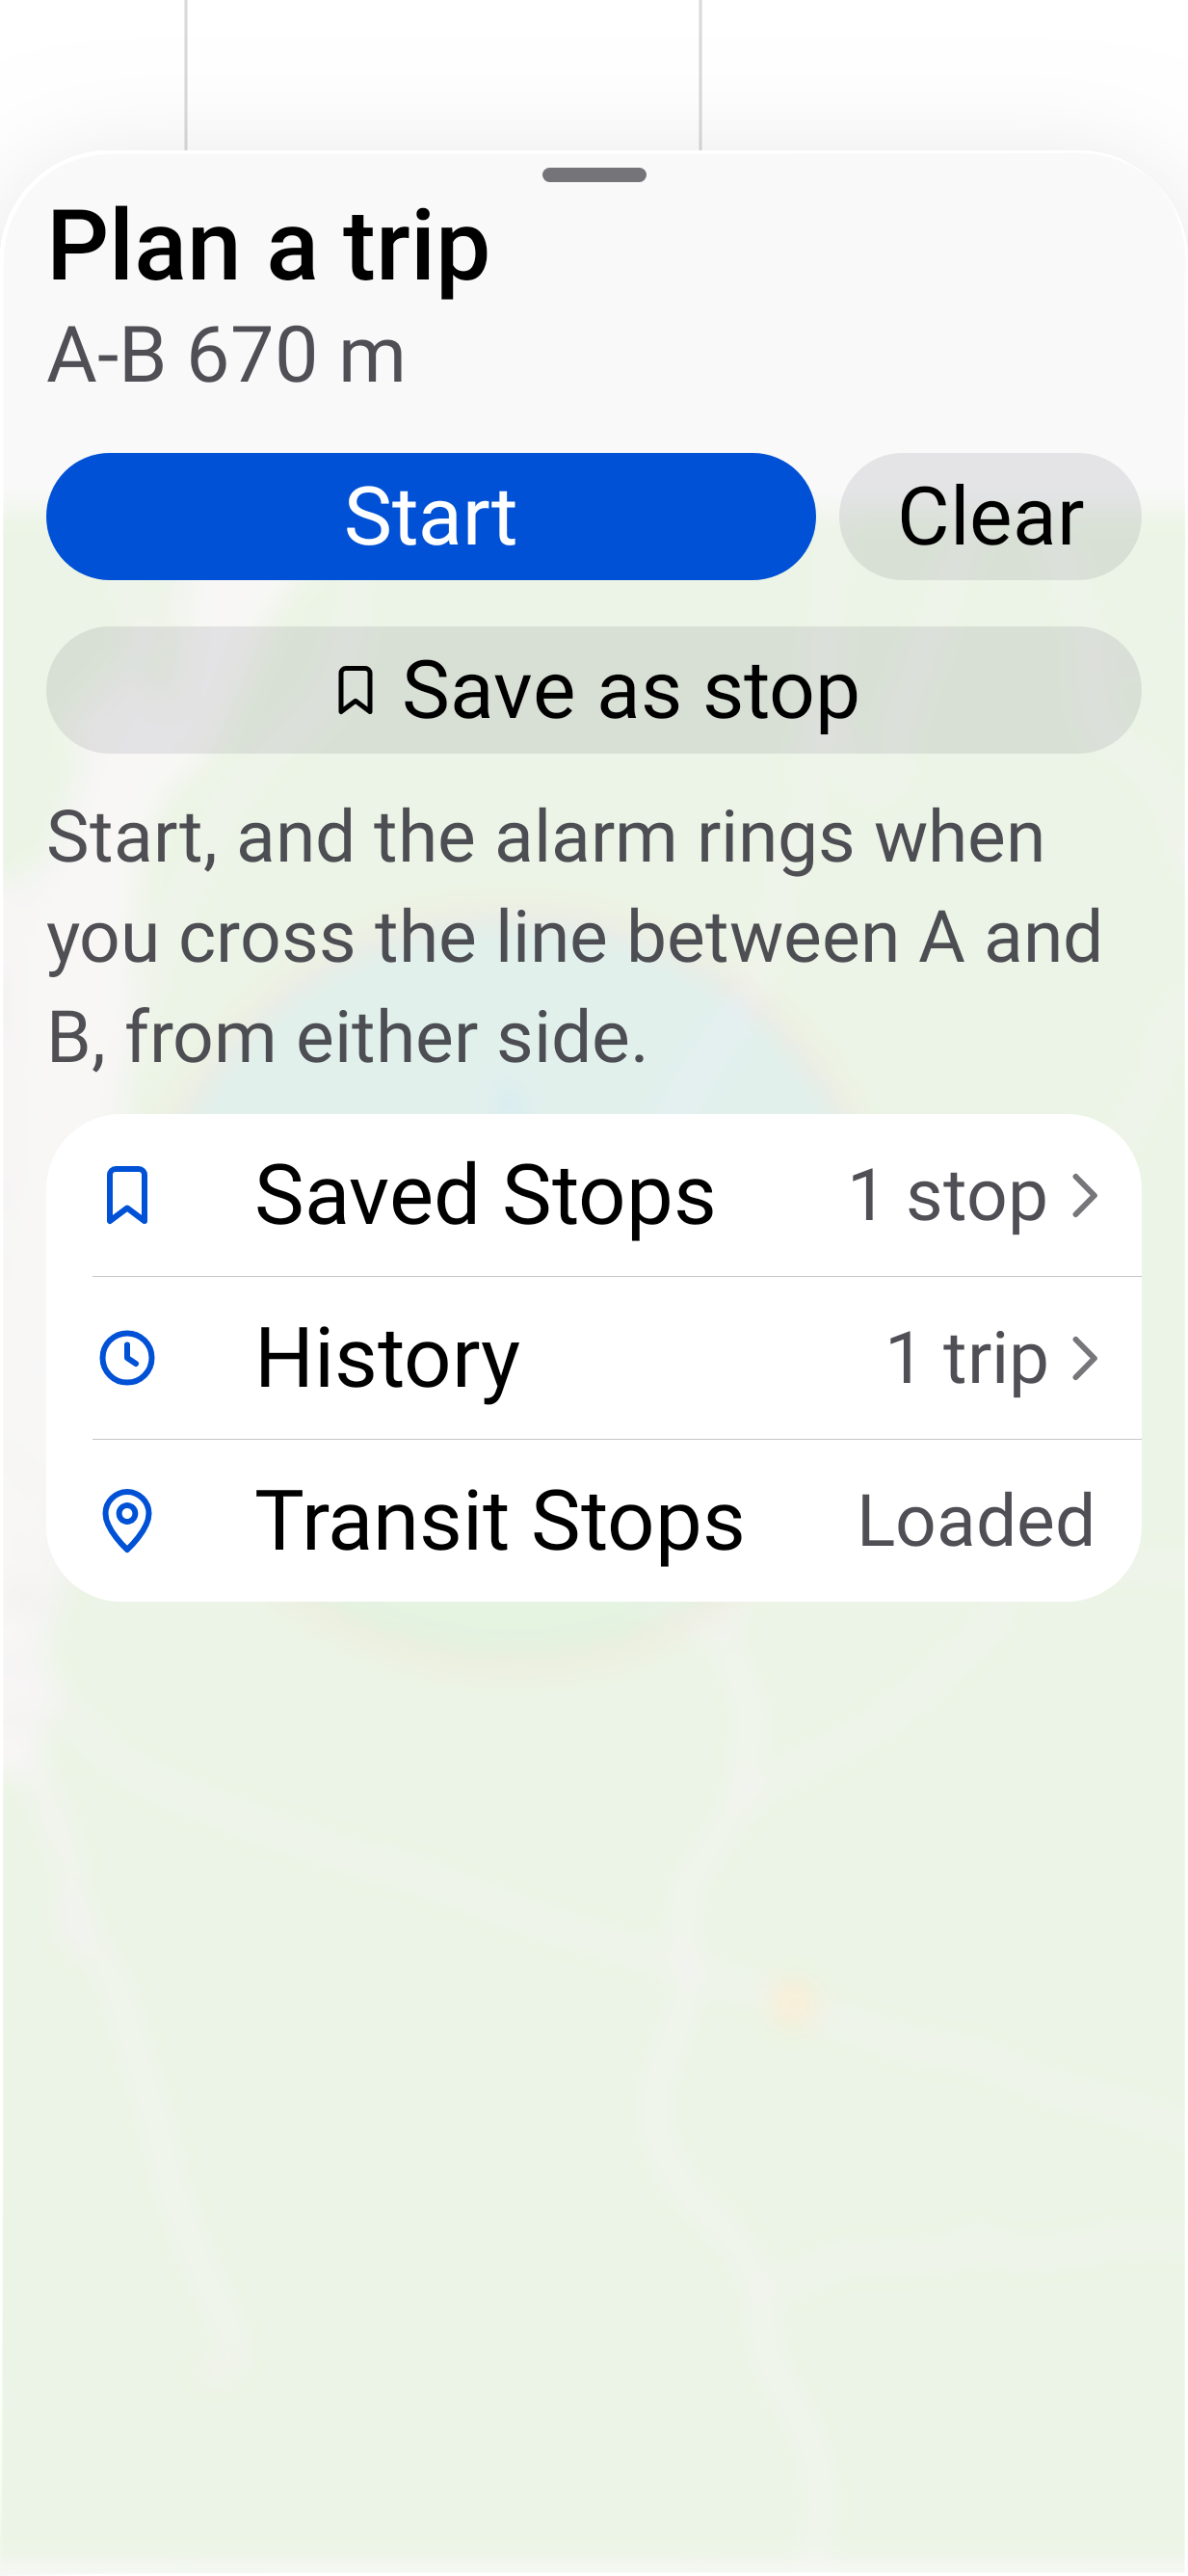 Plan a trip
A-B 670 m
Start
Clear
Save as stop
Start, and the alarm rings when
you cross the line between A and
B, from either side.
Saved Stops 1 stop
History 1 trip
Transit Stops Loaded